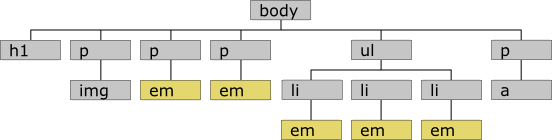 body
h1 p p p ul p
img em em li li li a
em em em